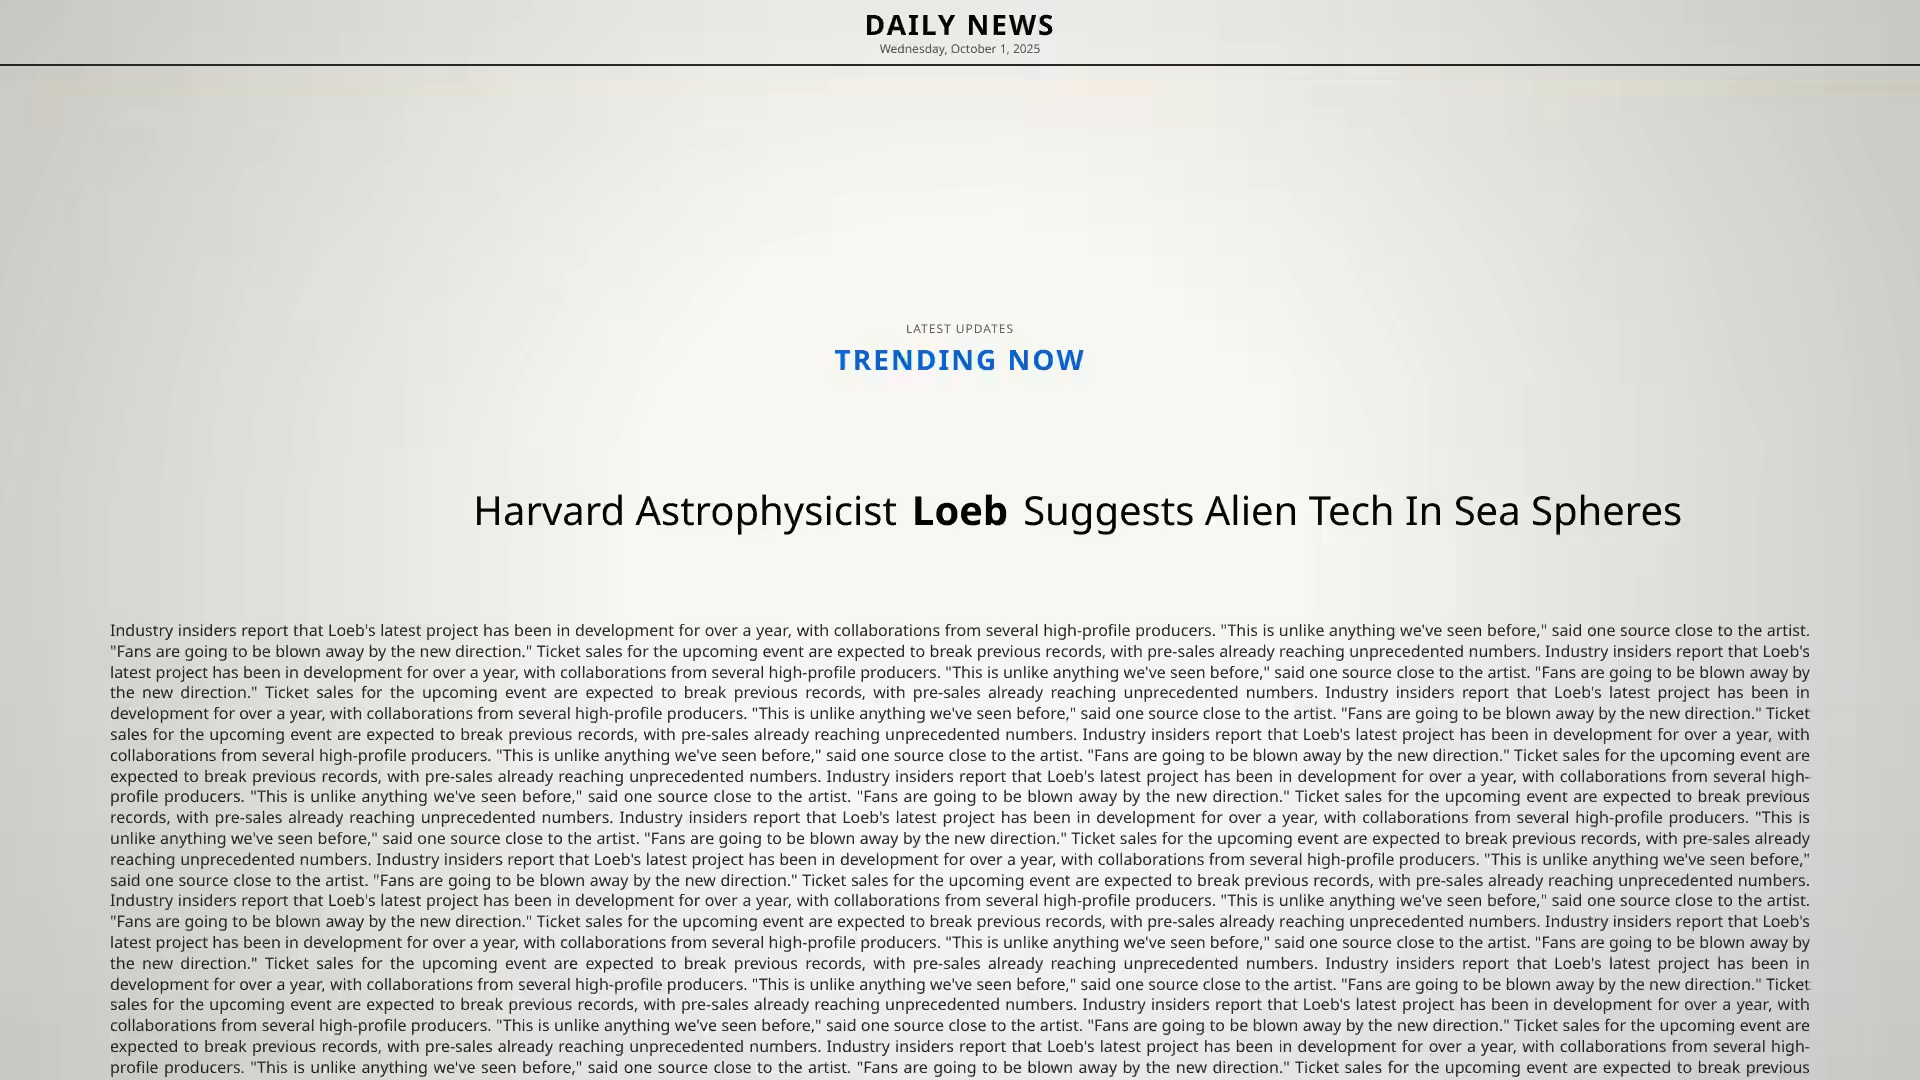 DAILY NEWS
Wednesday, October 1, 2025
LATEST UPDATES
TRENDING NOW
Harvard Astrophysicist Loeb Suggests Alien Tech In Sea Spheres
Industry insiders report that Loeb's latest project has been in development for over a year, with collaborations from several high-profile producers. "This is unlike anything we've seen before," said one source close to the artist.
"Fans are going to be blown away by the new direction." Ticket sales for the upcoming event are expected to break previous records, with pre-sales already reaching unprecedented numbers. Industry insiders report that Loeb's
latest project has been in development for over a year, with collaborations from several high-profile producers. "This is unlike anything we've seen before," said one source close to the artist. "Fans are going to be blown away by
the new direction." Ticket sales for the upcoming event are expected to break previous records, with pre-sales already reaching unprecedented numbers. Industry insiders report that Loeb's latest project has been in
development for over a year, with collaborations from several high-profile producers. "This is unlike anything we've seen before," said one source close to the artist. "Fans are going to be blown away by the new direction." Ticket
sales for the upcoming event are expected to break previous records, with pre-sales already reaching unprecedented numbers. Industry insiders report that Loeb's latest project has been in development for over a year, with
collaborations from several high-profile producers. "This is unlike anything we've seen before," said one source close to the artist. "Fans are going to be blown away by the new direction." Ticket sales for the upcoming event are
expected to break previous records, with pre-sales already reaching unprecedented numbers. Industry insiders report that Loeb's latest project has been in development for over a year, with collaborations from several high-
profile producers. "This is unlike anything we've seen before," said one source close to the artist. "Fans are going to be blown away by the new direction." Ticket sales for the upcoming event are expected to break previous
records, with pre-sales already reaching unprecedented numbers. Industry insiders report that Loeb's latest project has been in development for over a year, with collaborations from several high-profile producers. "This is
unlike anything we've seen before," said one source close to the artist. "Fans are going to be blown away by the new direction." Ticket sales for the upcoming event are expected to break previous records, with pre-sales already
reaching unprecedented numbers. Industry insiders report that Loeb's latest project has been in development for over a year, with collaborations from several high-profile producers. "This is unlike anything we've seen before,"
said one source close to the artist. "Fans are going to be blown away by the new direction." Ticket sales for the upcoming event are expected to break previous records, with pre-sales already reaching unprecedented numbers.
Industry insiders report that Loeb's latest project has been in development for over a year, with collaborations from several high-profile producers. "This is unlike anything we've seen before," said one source close to the artist.
"Fans are going to be blown away by the new direction." Ticket sales for the upcoming event are expected to break previous records, with pre-sales already reaching unprecedented numbers. Industry insiders report that Loeb's
latest project has been in development for over a year, with collaborations from several high-profile producers. "This is unlike anything we've seen before," said one source close to the artist. "Fans are going to be blown away by
the new direction." Ticket sales for the upcoming event are expected to break previous records, with pre-sales already reaching unprecedented numbers. Industry insiders report that Loeb's latest project has been in
development for over a year, with collaborations from several high-profile producers. "This is unlike anything we've seen before," said one source close to the artist. "Fans are going to be blown away by the new direction." Ticket
sales for the upcoming event are expected to break previous records, with pre-sales already reaching unprecedented numbers. Industry insiders report that Loeb's latest project has been in development for over a year, with
collaborations from several high-profile producers. "This is unlike anything we've seen before," said one source close to the artist. "Fans are going to be blown away by the new direction." Ticket sales for the upcoming event are
expected to break previous records, with pre-sales already reaching unprecedented numbers. Industry insiders report that Loeb's latest project has been in development for over a year, with collaborations from several high-
profile producers. "This is unlike anything we've seen before," said one source close to the artist. "Fans are going to be blown away by the new direction." Ticket sales for the upcoming event are expected to break previous